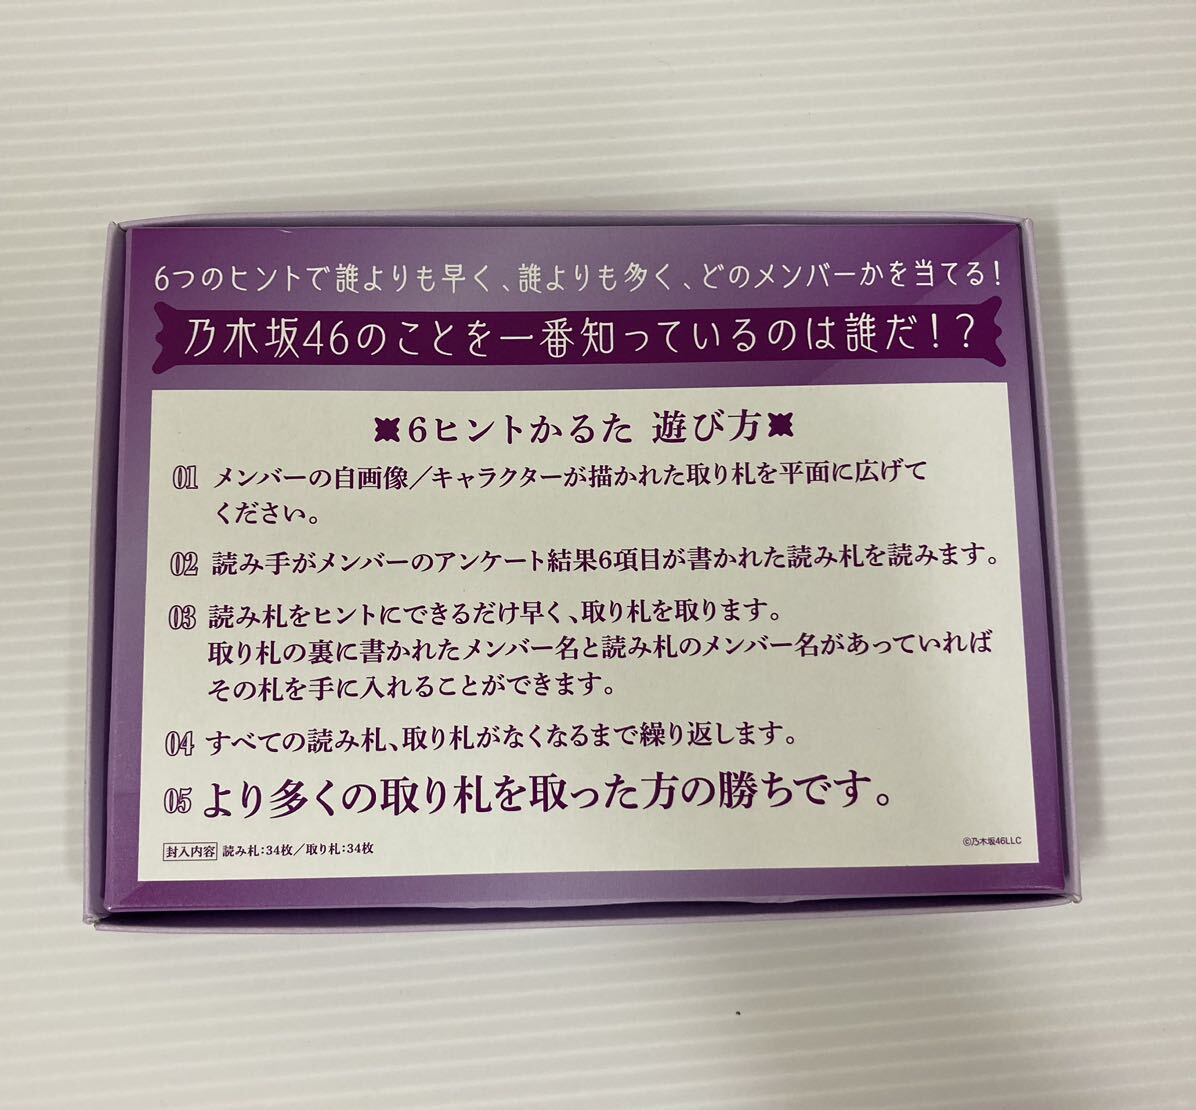 6つのヒントで誰よりも早く、誰よりも多く、どのメンバーかを当てる！
乃木坂46のことを一番知っているのは誰だ！？
6ヒントかるた 遊び方
01 メンバーの自画像／キャラクターが描かれた取り札を平面に広げて
ください。
02 読み手がメンバーのアンケート結果6項目が書かれた読み札を読みます。
03 読み札をヒントにできるだけ早く、取り札を取ります。
取り札の裏に書かれたメンバー名と読み札のメンバー名があっていれば
その札を手に入れることができます。
04 すべての読み札、取り札がなくなるまで繰り返します。
05 より多くの取り札を取った方の勝ちです。
封入内容 読み札：34枚／取り札：34枚
©乃木坂46LLC